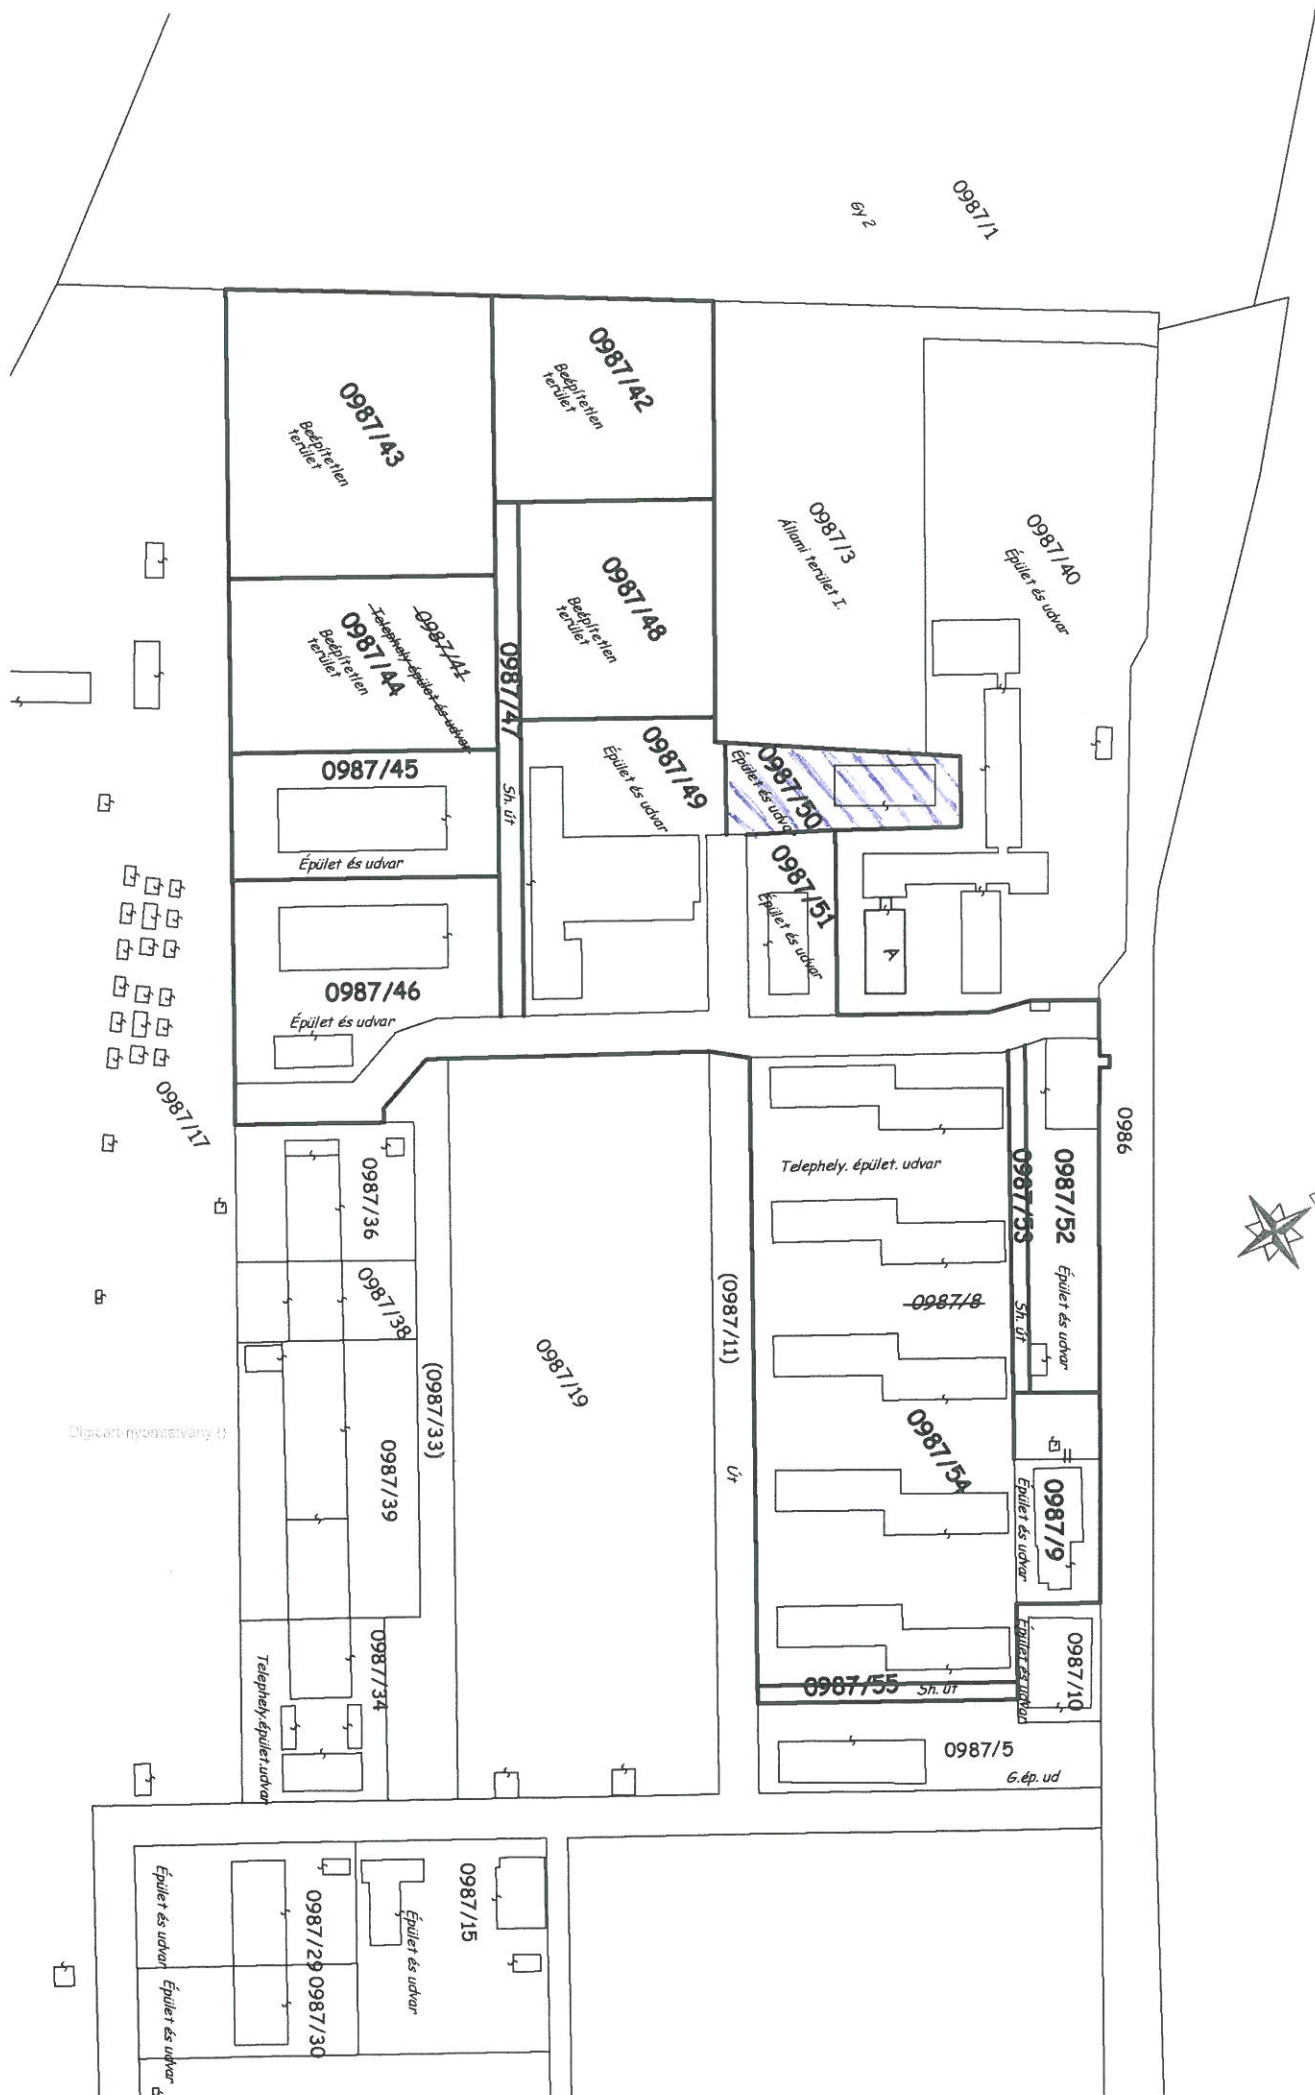 0987/1
Gy 2
0987/42
Beépítetlen
terület
0987/43
Beépítetlen
terület
0987/3
Állami terület I.
0987/40
Épület és udvar
0987/48
Beépítetlen
terület
0987/41
Telephely épület és udvar
0987/44
Beépítetlen
terület
0987/47
Sh. út
0987/45
Épület és udvar
0987/49
Épület és udvar
0987/50
Épület és udvar
0987/51
Épület és udvar
A
0987/46
Épület és udvar
0987/17
0986
0987/36
Telephely. épület. udvar
0987/53
Sh. út
0987/52
Épület és udvar
0987/38
(0987/11)
Út
0987/8
0987/19
(0987/33)
0987/39
Digicart-nyomtatvány ()
0987/54
0987/9
Épület és udvar
0987/34
Telephely.épület.udvar
0987/55
Sh. út
0987/10
Épület és udvar
0987/5
G.ép. ud
0987/15
Épület és udvar
0987/29
Épület és udvar
0987/30
Épület és udvar